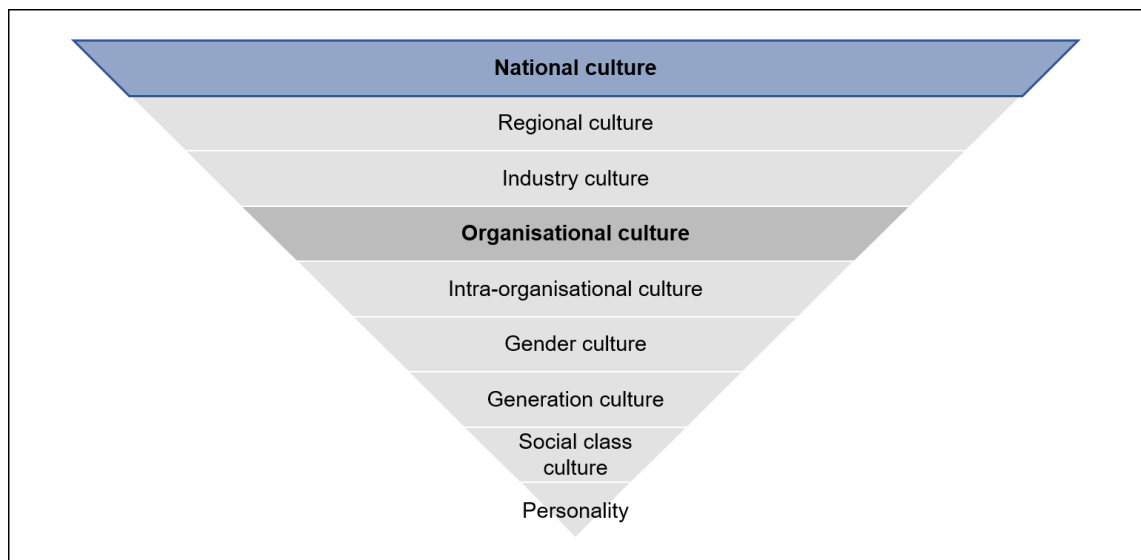 National culture
Regional culture
Industry culture
Organisational culture
Intra-organisational culture
Gender culture
Generation culture
Social class
culture
Personality